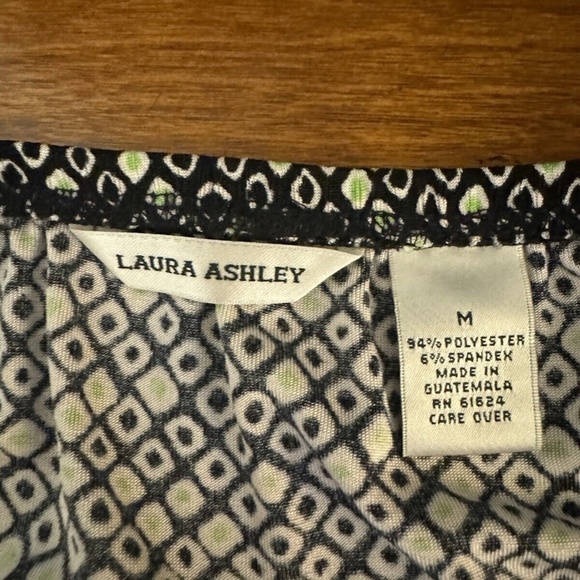 LAURA ASHLEY
M
94% POLYESTER
6% SPANDEX
MADE IN
GUATEMALA
RN 61624
CARE OVER